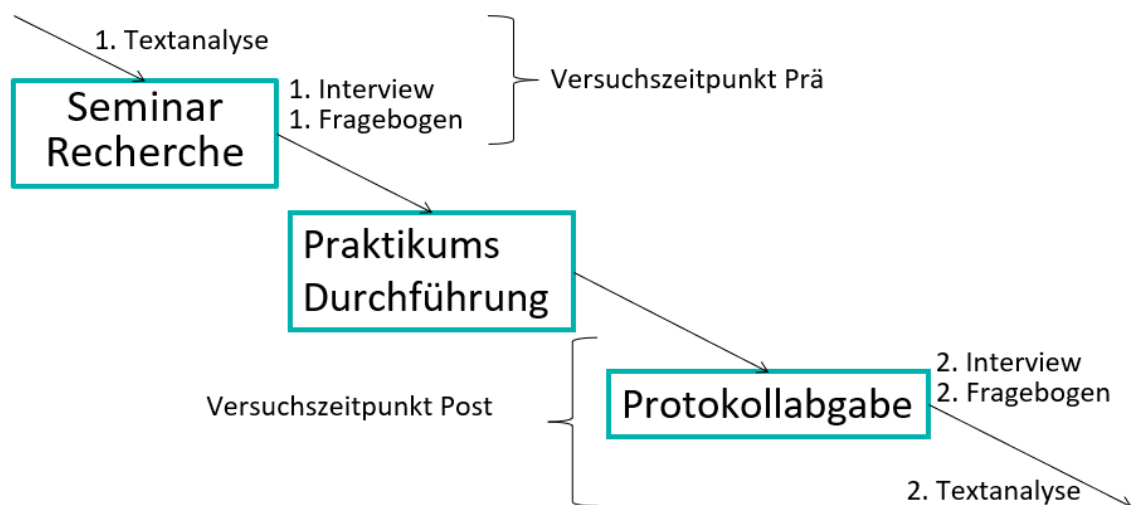 1. Textanalyse
Seminar
Recherche
1. Interview
1. Fragebogen
Versuchszeitpunkt Prä
Praktikums
Durchführung
Versuchszeitpunkt Post
Protokollabgabe
2. Interview
2. Fragebogen
2. Textanalyse